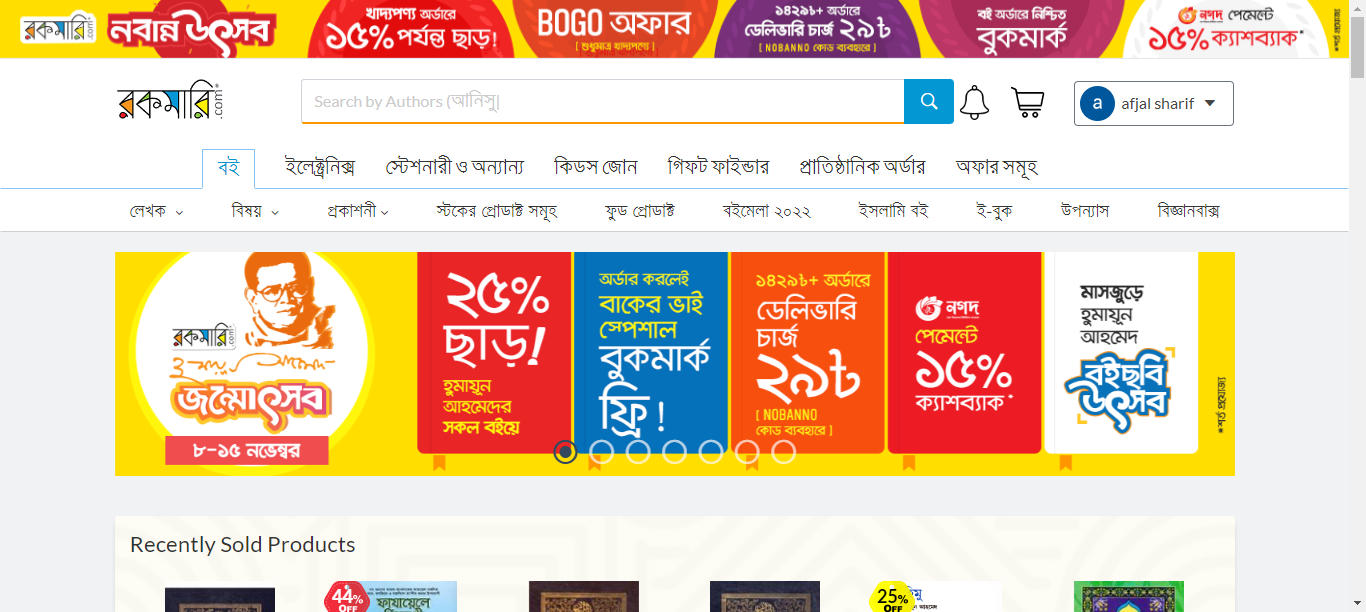 রকমারি.com
নবান্ন উৎসব
খাদ্যপণ্য অর্ডারে
১৫% পর্যন্ত ছাড়!
BOGO অফার
[ শুধুমাত্র খাদ্যপণ্যে ]
১৪২৯৳+ অর্ডারে
ডেলিভারি চার্জ ২৯৳
[ NOBANNO কোড ব্যবহারে ]
বই অর্ডারে নিশ্চিত
বুকমার্ক
নগদ পেমেন্টে
১৫% ক্যাশব্যাক*
*শর্ত প্রযোজ্য
রকমারি.com
Search by Authors (আনিসু|
a afjal sharif
বই ইলেক্ট্রনিক্স স্টেশনারী ও অন্যান্য কিডস জোন গিফট ফাইন্ডার প্রাতিষ্ঠানিক অর্ডার অফার সমূহ
লেখক বিষয় প্রকাশনী স্টকের প্রোডাক্ট সমূহ ফুড প্রোডাক্ট বইমেলা ২০২২ ইসলামি বই ই-বুক উপন্যাস বিজ্ঞানবাক্স
রকমারি.com
হুমায়ূন আহমেদ
জন্মোৎসব
৮-১৫ নভেম্বর
২৫%
ছাড়!
হুমায়ূন
আহমেদের
সকল বইয়ে
অর্ডার করলেই
বাকের ভাই
স্পেশাল
বুকমার্ক
ফ্রি!
১৪২৯৳+ অর্ডারে
ডেলিভারি
চার্জ
২৯৳
[ NOBANNO
কোড ব্যবহারে ]
নগদ
পেমেন্টে
১৫%
ক্যাশব্যাক*
মাসজুড়ে
হুমায়ূন
আহমেদ
বইছবি
উৎসব
*শর্ত প্রযোজ্য
Recently Sold Products
44%
OFF
ফাযায়েলে
25%
OFF